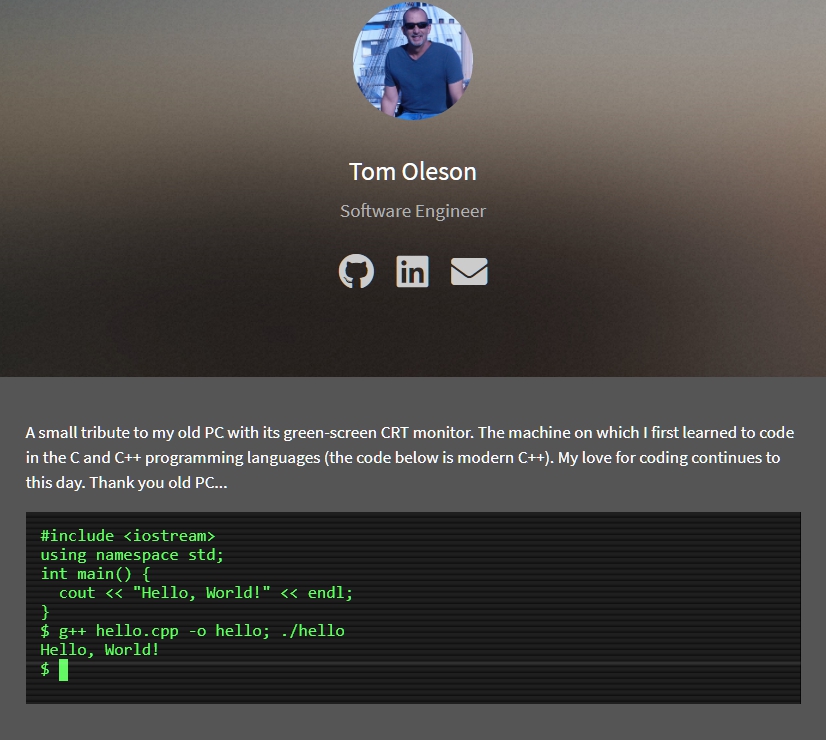 Tom Oleson
Software Engineer
in
A small tribute to my old PC with its green-screen CRT monitor. The machine on which I first learned to code
in the C and C++ programming languages (the code below is modern C++). My love for coding continues to
this day. Thank you old PC...
#include <iostream>
using namespace std;
int main() {
  cout << "Hello, World!" << endl;
}
$ g++ hello.cpp -o hello; ./hello
Hello, World!
$